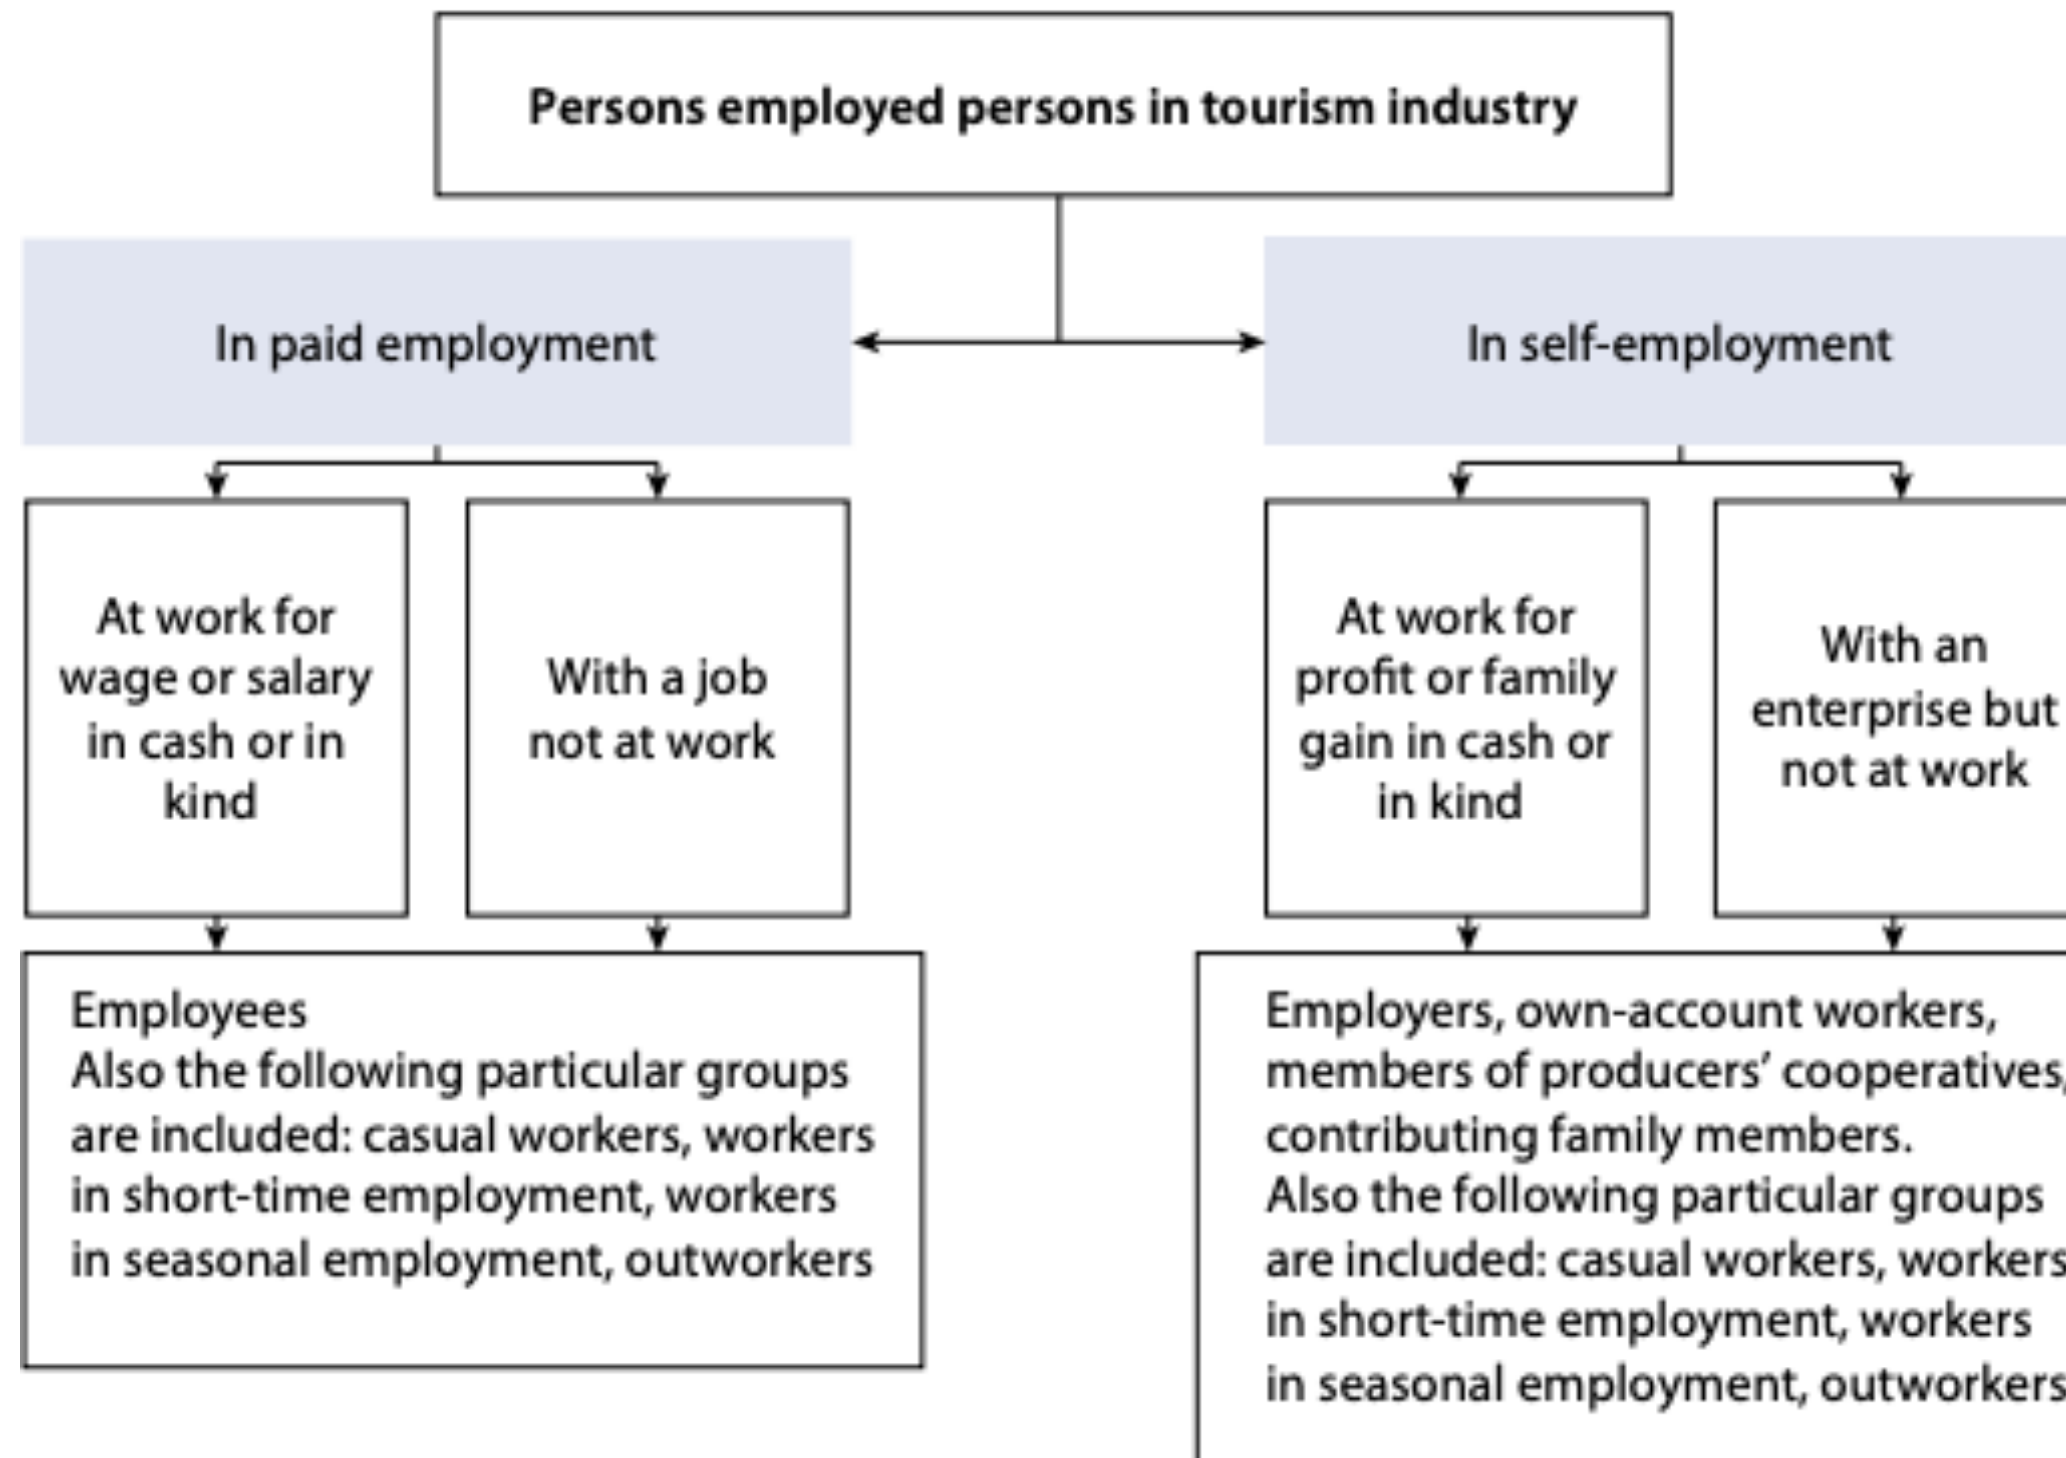 Persons employed persons in tourism industry
In paid employment
In self-employment
At work for
wage or salary
in cash or in
kind
With a job
not at work
At work for
profit or family
gain in cash or
in kind
With an
enterprise but
not at work
Employees
Also the following particular groups
are included: casual workers, workers
in short-time employment, workers
in seasonal employment, outworkers
Employers, own-account workers,
members of producers’ cooperatives,
contributing family members.
Also the following particular groups
are included: casual workers, workers
in short-time employment, workers
in seasonal employment, outworkers